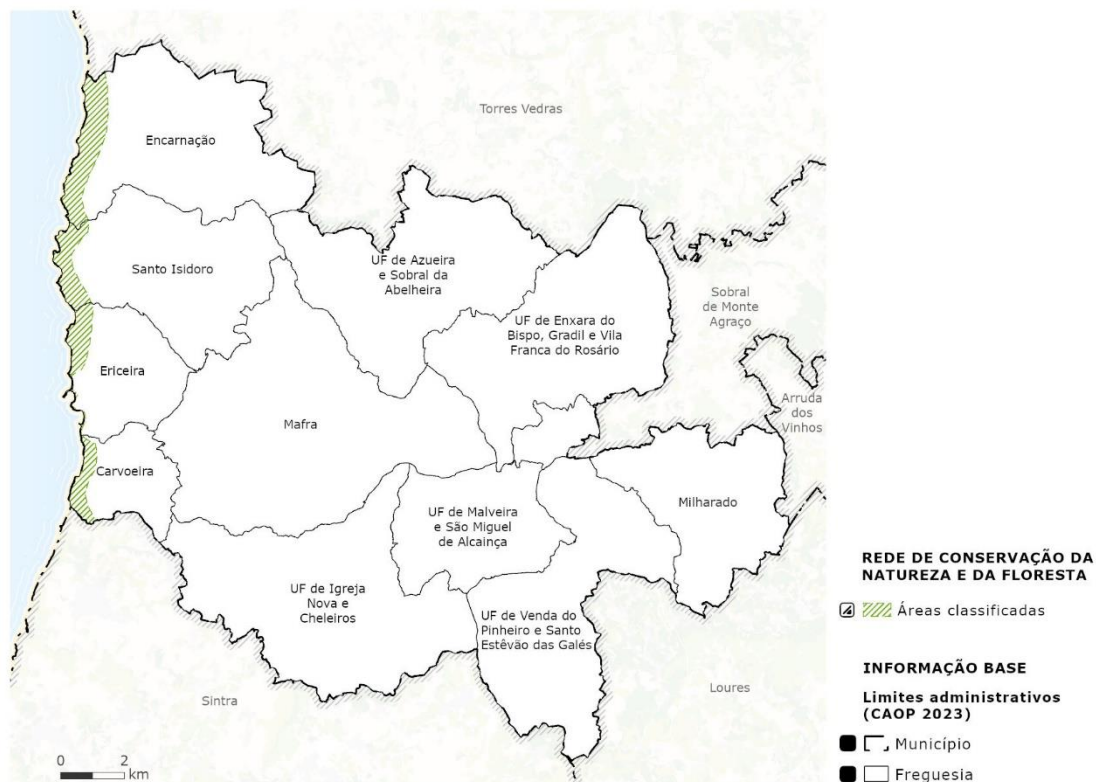 Torres Vedras
Encarnação
Santo Isidoro
UF de Azueira
e Sobral da
Abelheira
Sobral
de Monte
Agraço
UF de Enxara do
Bispo, Gradil e Vila
Franca do Rosário
Ericeira
Arruda
dos
Vinhos
Mafra
Carvoeira
Milharado
UF de Malveira
e São Miguel
de Alcainça
UF de Igreja
Nova e
Cheleiros
UF de Venda do
Pinheiro e Santo
Estêvão das Galés
Sintra
Loures
0 2
km
REDE DE CONSERVAÇÃO DA
NATUREZA E DA FLORESTA
Áreas classificadas
INFORMAÇÃO BASE
Limites administrativos
(CAOP 2023)
Município
Freguesia